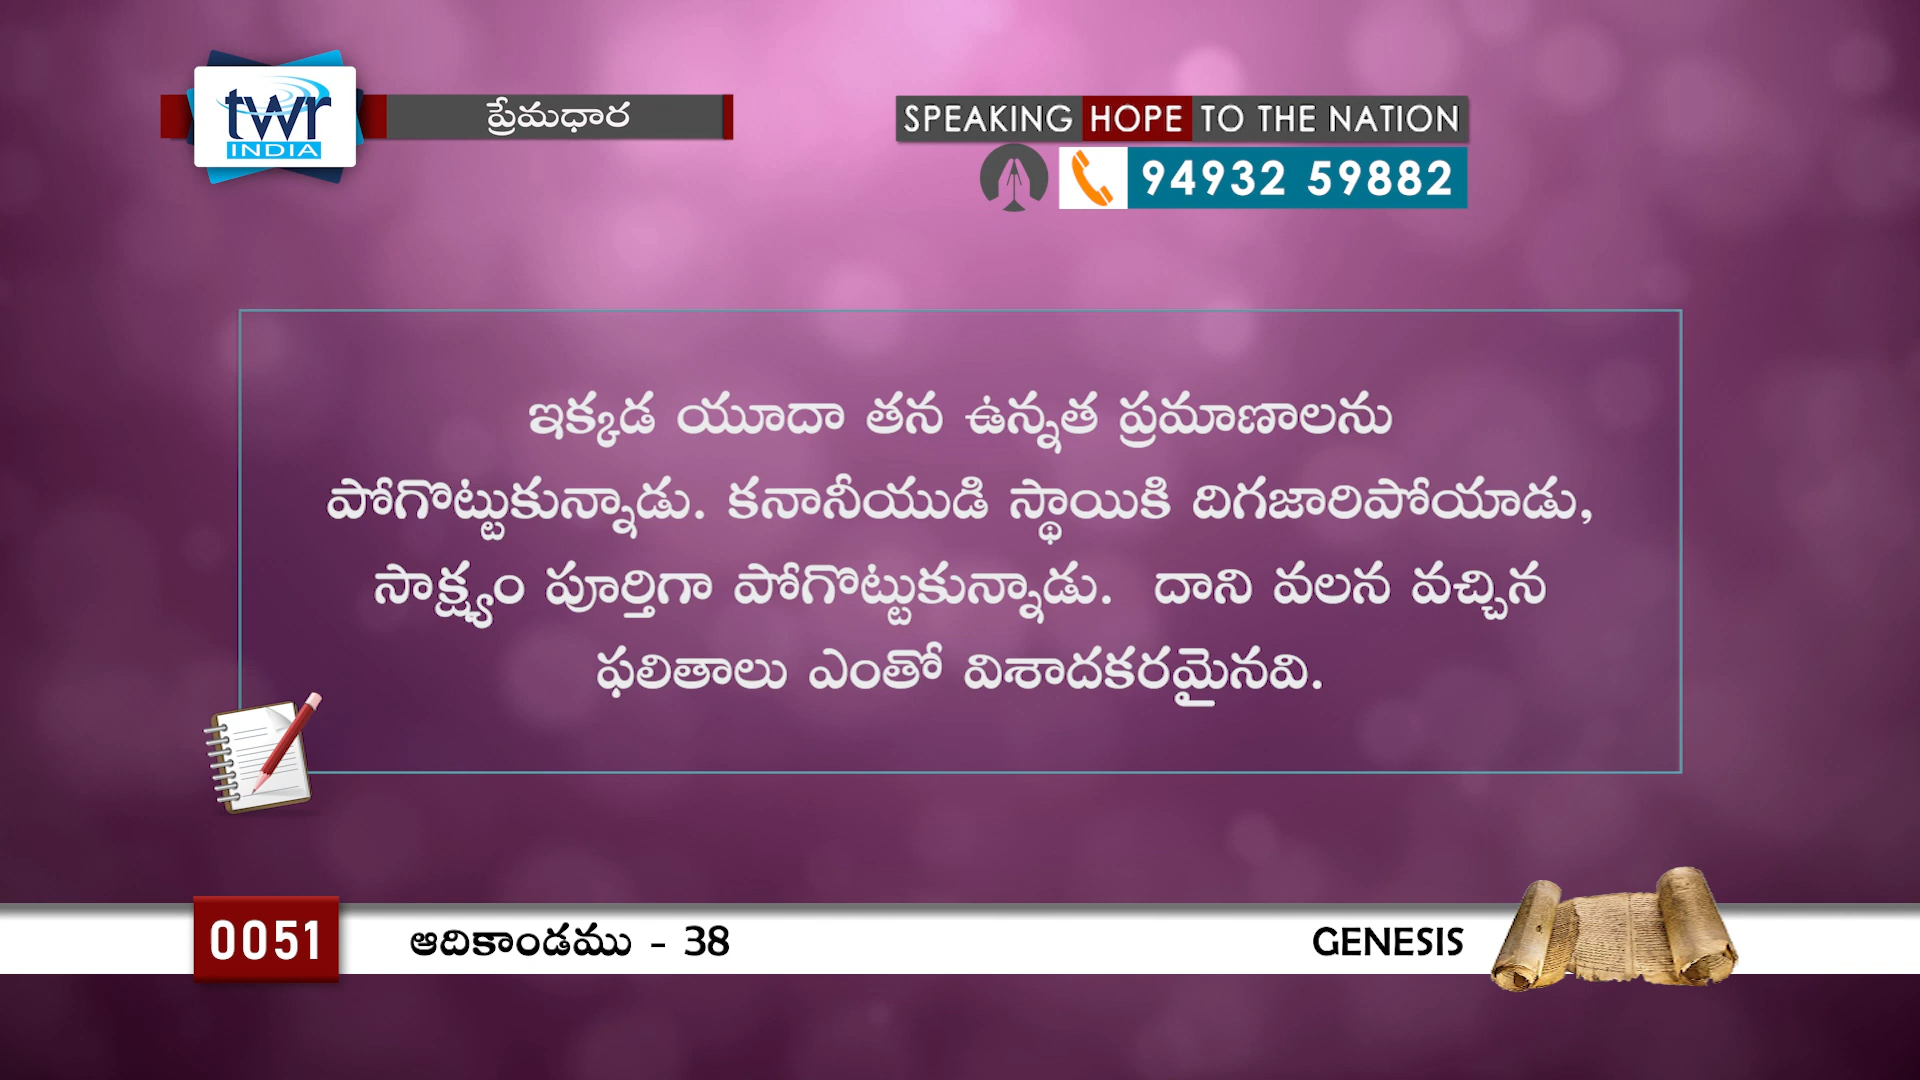 twr
INDIA
ప్రేమధార
SPEAKING HOPE TO THE NATION
94932 59882
ఇక్కడ యూదా తన ఉన్నత ప్రమాణాలను
పోగొట్టుకున్నాడు. కనానీయుడి స్థాయికి దిగజారిపోయాడు,
సాక్ష్యం పూర్తిగా పోగొట్టుకున్నాడు. దాని వలన వచ్చిన
ఫలితాలు ఎంతో విశాదకరమైనవి.
0051
ఆదికాండము - 38
GENESIS